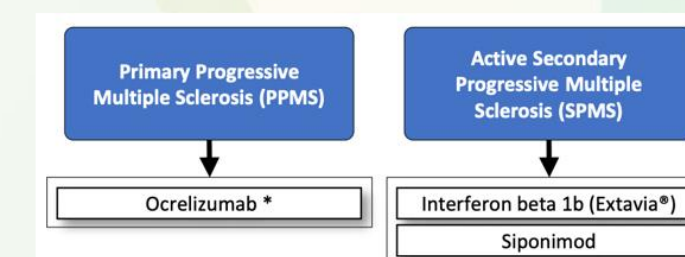 Primary Progressive
Multiple Sclerosis (PPMS)
Ocrelizumab *
Active Secondary
Progressive Multiple
Sclerosis (SPMS)
Interferon beta 1b (Extavia®)
Siponimod